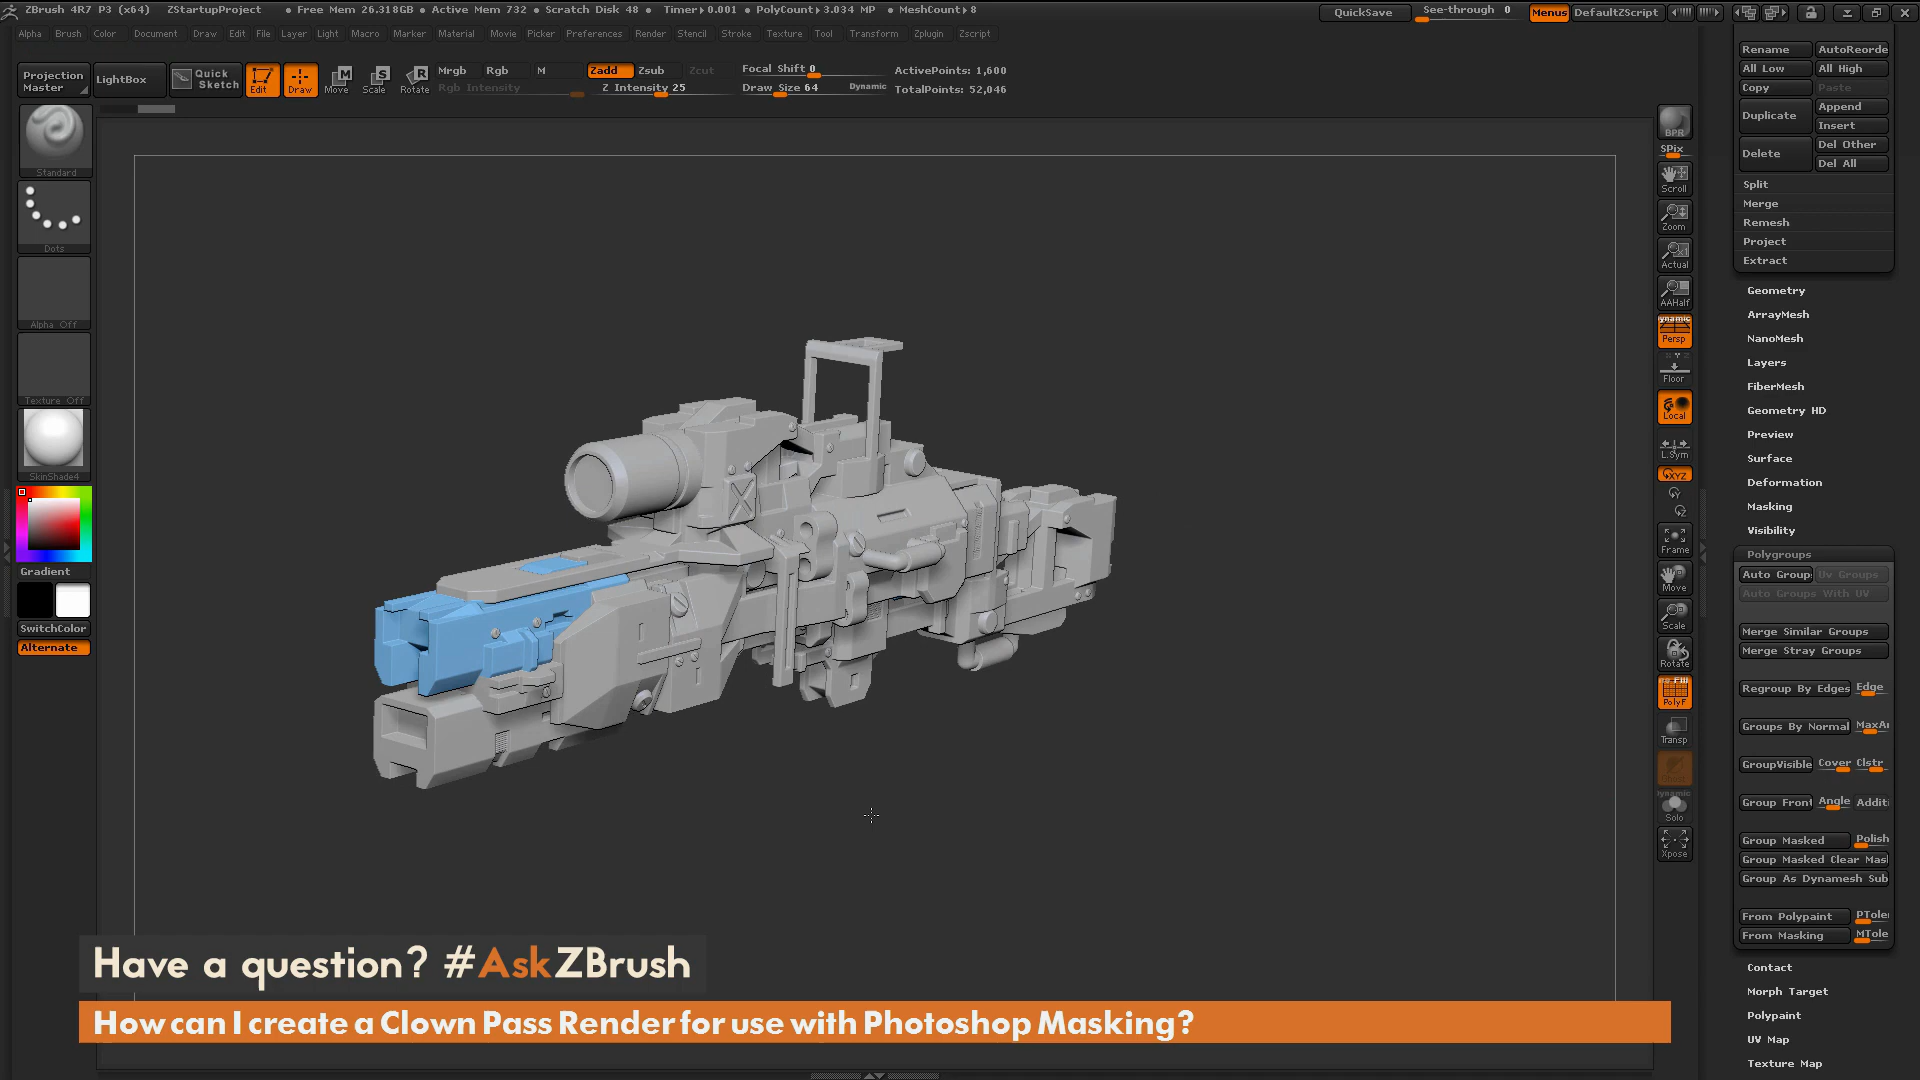 ZBrush 4R7 P3 (x64) ZStartupProject • Free Mem 26.318GB • Active Mem 732 • Scratch Disk 48 • Timer▸0.001 • PolyCount▸3.034 MP • MeshCount▸8 QuickSave See-through 0 Menus DefaultZScript
Alpha Brush Color Document Draw Edit File Layer Light Macro Marker Material Movie Picker Preferences Render Stencil Stroke Texture Tool Transform Zplugin Zscript
Projection Master
LightBox
Quick Sketch
Edit
Draw
Move
Scale
Rotate
Mrgb Rgb M
Rgb Intensity
Zadd Zsub Zcut
Z Intensity 25
Focal Shift 0
Draw Size 64 Dynamic
ActivePoints: 1,600
TotalPoints: 52,046
Standard
Dots
Alpha Off
Texture Off
SkinShade4
Gradient
SwitchColor
Alternate
BPR
SPix
Scroll
Zoom
Actual
AAHalf
Persp
Floor
Local
L.Sym
XYZ
Frame
Move
Scale
Rotate
PolyF
Transp
Dynamic
Solo
Xpose
Rename AutoReorde
All Low All High
Copy Paste
Duplicate Append
Insert
Delete Del Other
Del All
Split
Merge
Remesh
Project
Extract
Geometry
ArrayMesh
NanoMesh
Layers
FiberMesh
Geometry HD
Preview
Surface
Deformation
Masking
Visibility
Polygroups
Auto Group Uv Groups
Auto Groups With UV
Merge Similar Groups
Merge Stray Groups
Regroup By Edges Edge
Groups By Normal MaxA
GroupVisible Cover Clstr
Group Front Angle Addit
Group Masked Polish
Group Masked Clear Mas
Group As Dynamesh Sub
From Polypaint PTole
From Masking MTole
Contact
Morph Target
Polypaint
UV Map
Texture Map
Have a question? #AskZBrush
How can I create a Clown Pass Render for use with Photoshop Masking?